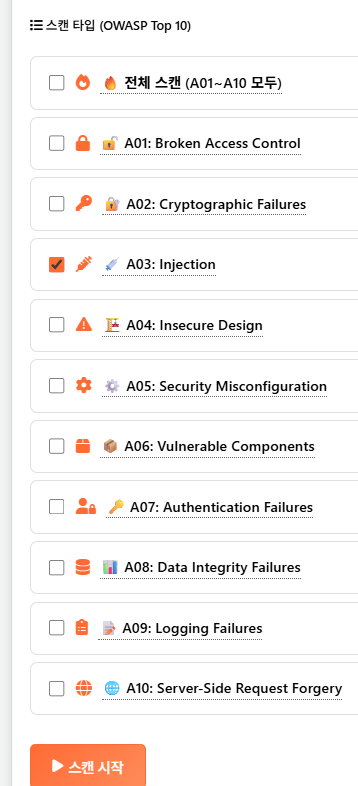 스캔 타입 (OWASP Top 10)
전체 스캔 (A01~A10 모두)
A01: Broken Access Control
A02: Cryptographic Failures
A03: Injection
A04: Insecure Design
A05: Security Misconfiguration
A06: Vulnerable Components
A07: Authentication Failures
A08: Data Integrity Failures
A09: Logging Failures
A10: Server-Side Request Forgery
스캔 시작